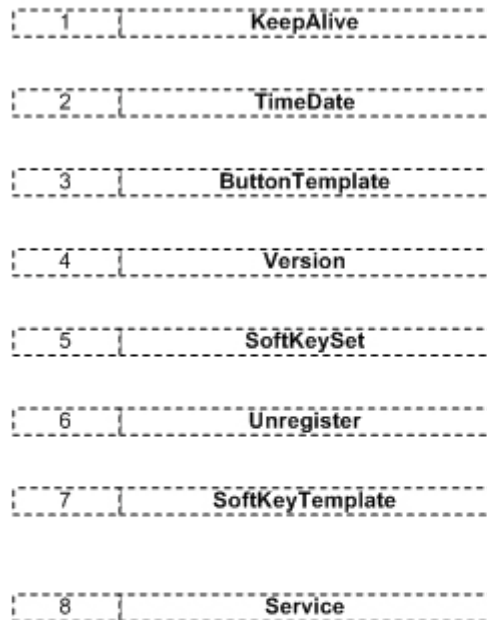 1 KeepAlive
2 TimeDate
3 ButtonTemplate
4 Version
5 SoftKeySet
6 Unregister
7 SoftKeyTemplate
8 Service